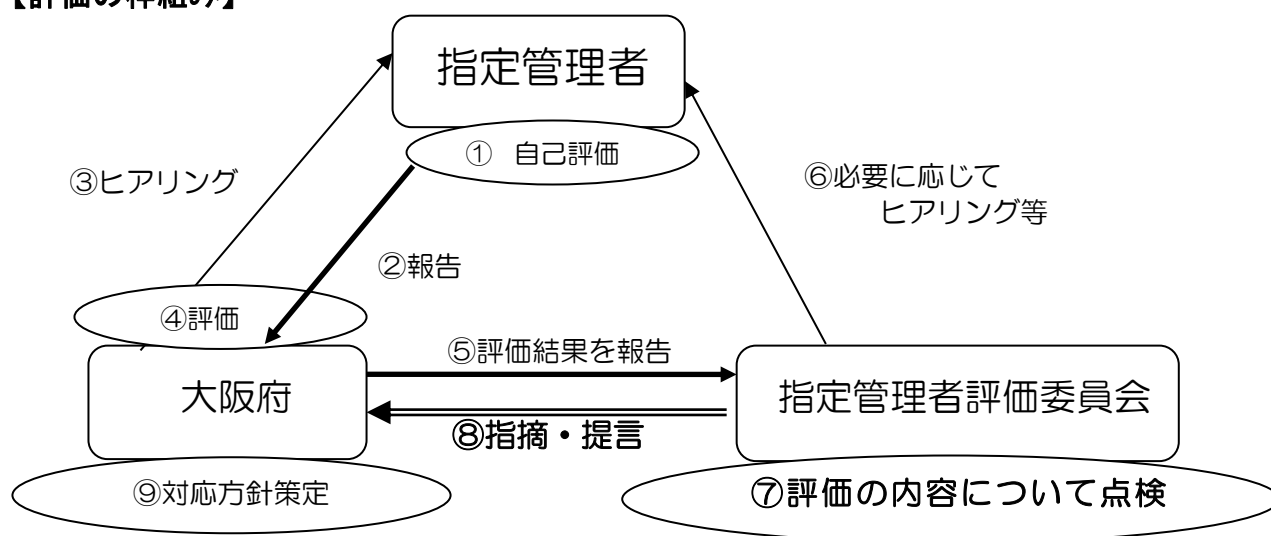 【評価の枠組み】
指定管理者
① 自己評価
③ヒアリング
⑥必要に応じて
ヒアリング等
②報告
④評価
⑤評価結果を報告
大阪府
指定管理者評価委員会
⑧指摘・提言
⑨対応方針策定
⑦評価の内容について点検